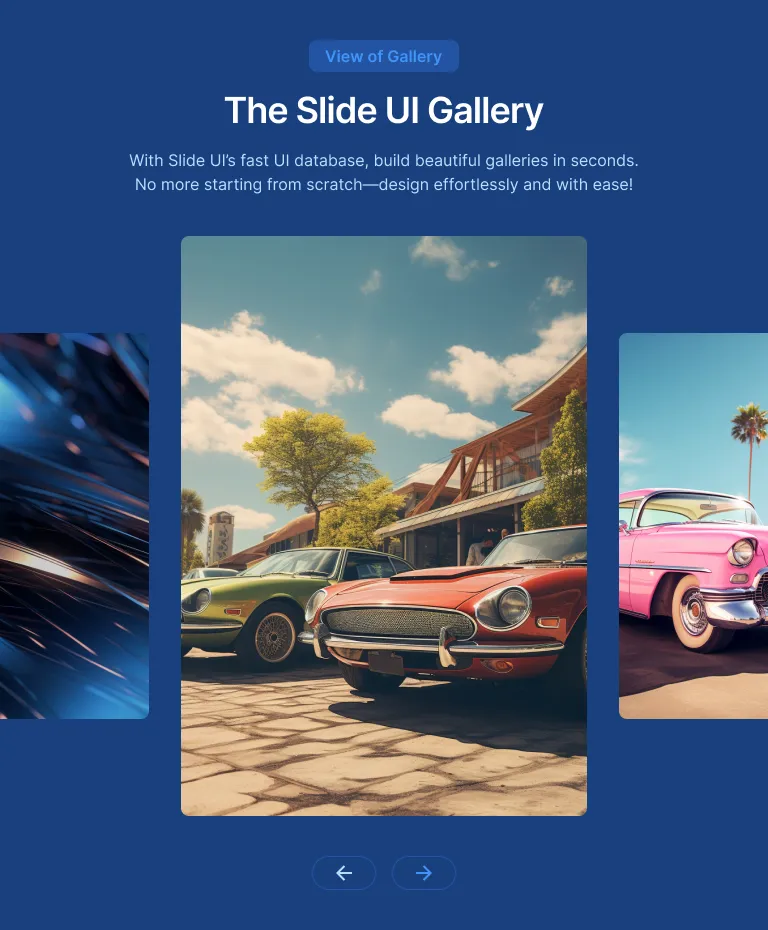 View of Gallery
The Slide UI Gallery
With Slide UI’s fast UI database, build beautiful galleries in seconds.
No more starting from scratch—design effortlessly and with ease!